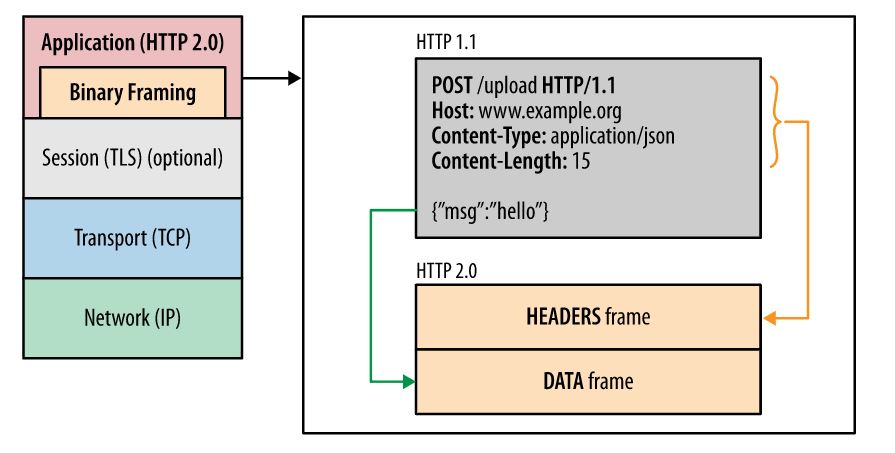 Application (HTTP 2.0)
Binary Framing
Session (TLS) (optional)
Transport (TCP)
Network (IP)
HTTP 1.1
POST /upload HTTP/1.1
Host: www.example.org
Content-Type: application/json
Content-Length: 15
{”msg”:”hello”}
HTTP 2.0
HEADERS frame
DATA frame